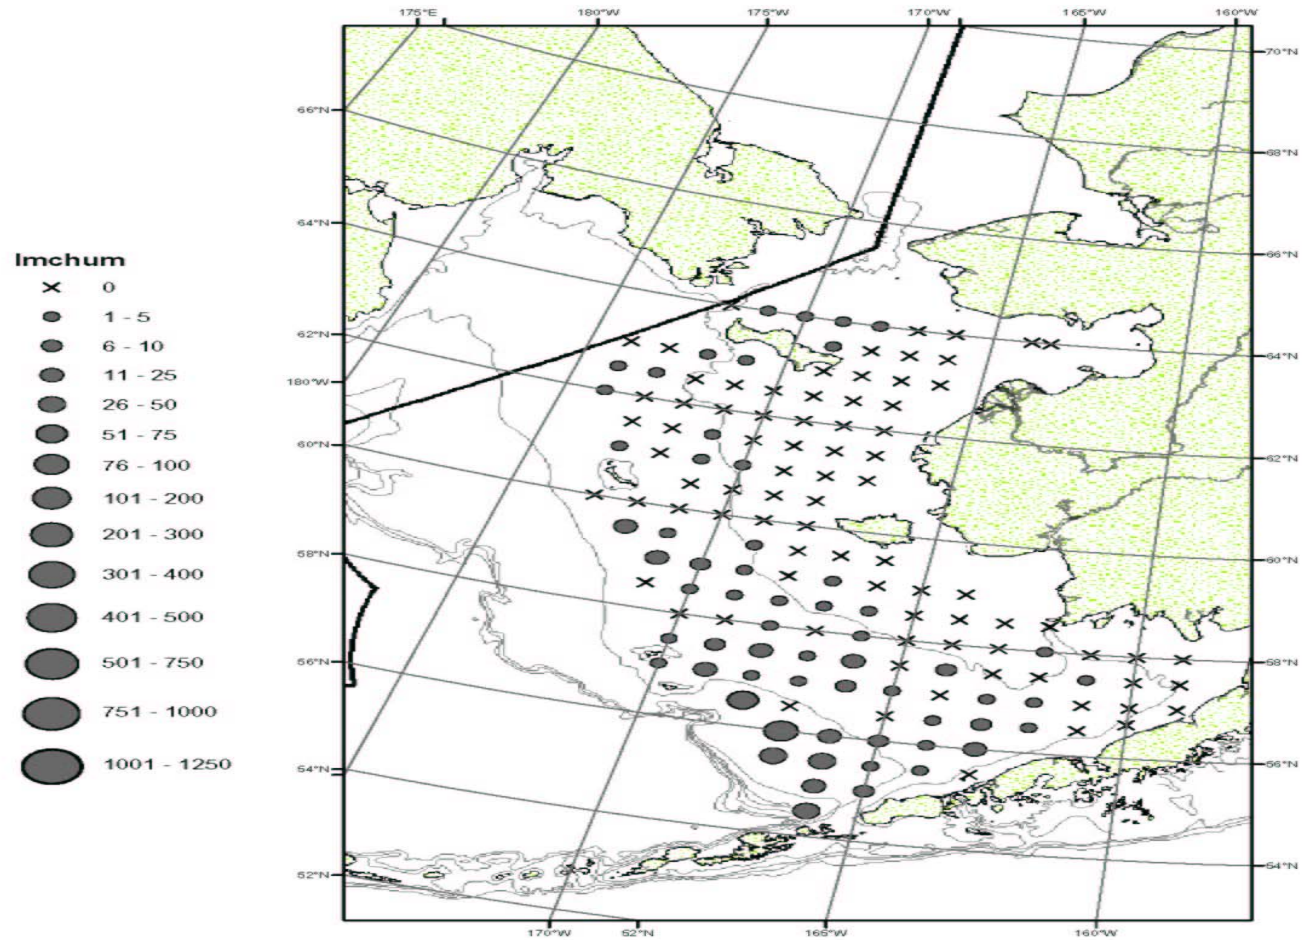 175°E 180°W 175°W 170°W 165°W 160°W
70°N
66°N
68°N
64°N
66°N
Imchum
0
1 - 5
62°N
6 - 10
64°N
11 - 25
180°W
26 - 50
51 - 75
60°N
62°N
76 - 100
101 - 200
201 - 300
58°N
60°N
301 - 400
401 - 500
501 - 750
56°N
58°N
751 - 1000
1001 - 1250
54°N
56°N
54°N
52°N
170°W 52°N 165°W 160°W